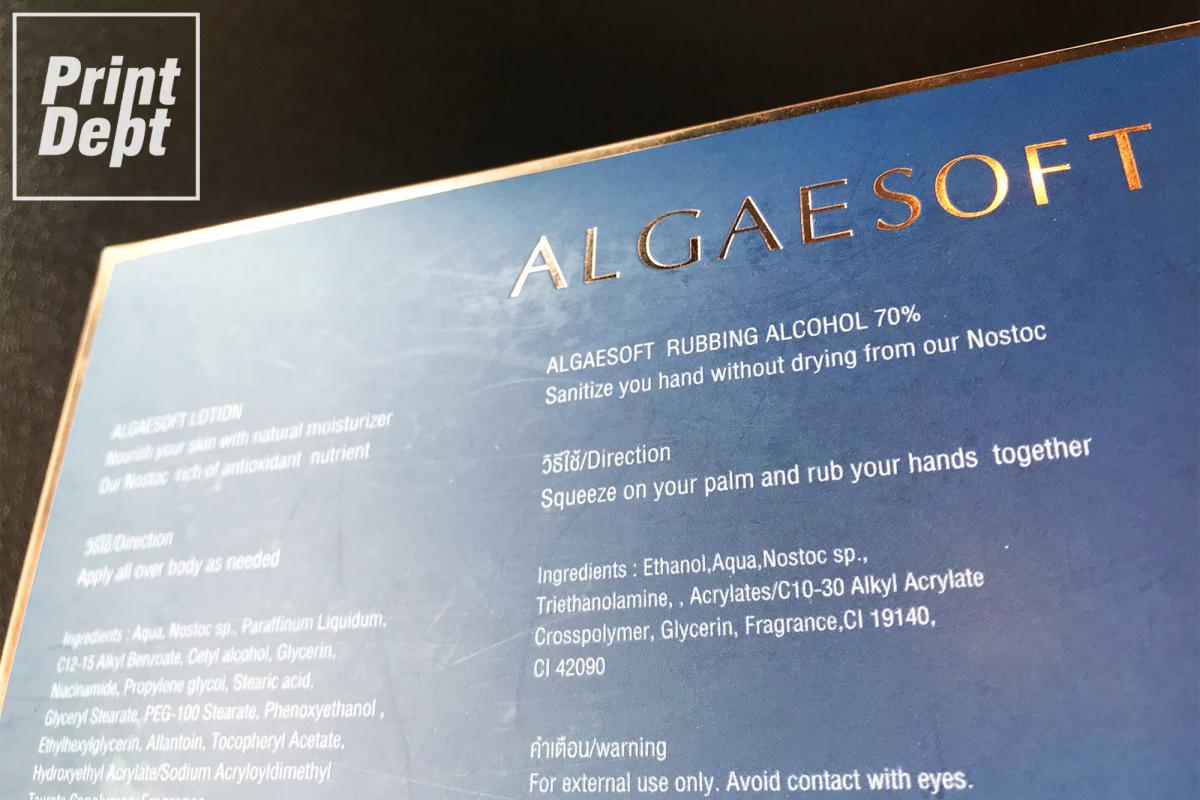 Print
Dept
ALGAESOFT
ALGAESOFT LOTION
Nourish your skin with natural moisturizer
Our Nostoc rich of antioxidant nutrient
วิธีใช้/Direction
Apply all over body as needed
Ingredients : Aqua, Nostoc sp., Paraffinum Liquidum,
C12-15 Alkyl Benzoate, Cetyl alcohol, Glycerin,
Niacinamide, Propylene glycol, Stearic acid,
Glyceryl Stearate, PEG-100 Stearate, Phenoxyethanol ,
Ethylhexylglycerin, Allantoin, Tocopheryl Acetate,
Hydroxyethyl Acrylate/Sodium Acryloyldimethyl
ALGAESOFT RUBBING ALCOHOL 70%
Sanitize you hand without drying from our Nostoc
วิธีใช้/Direction
Squeeze on your palm and rub your hands together
Ingredients : Ethanol,Aqua,Nostoc sp.,
Triethanolamine, , Acrylates/C10-30 Alkyl Acrylate
Crosspolymer, Glycerin, Fragrance,CI 19140,
CI 42090
คำเตือน/warning
For external use only. Avoid contact with eyes.